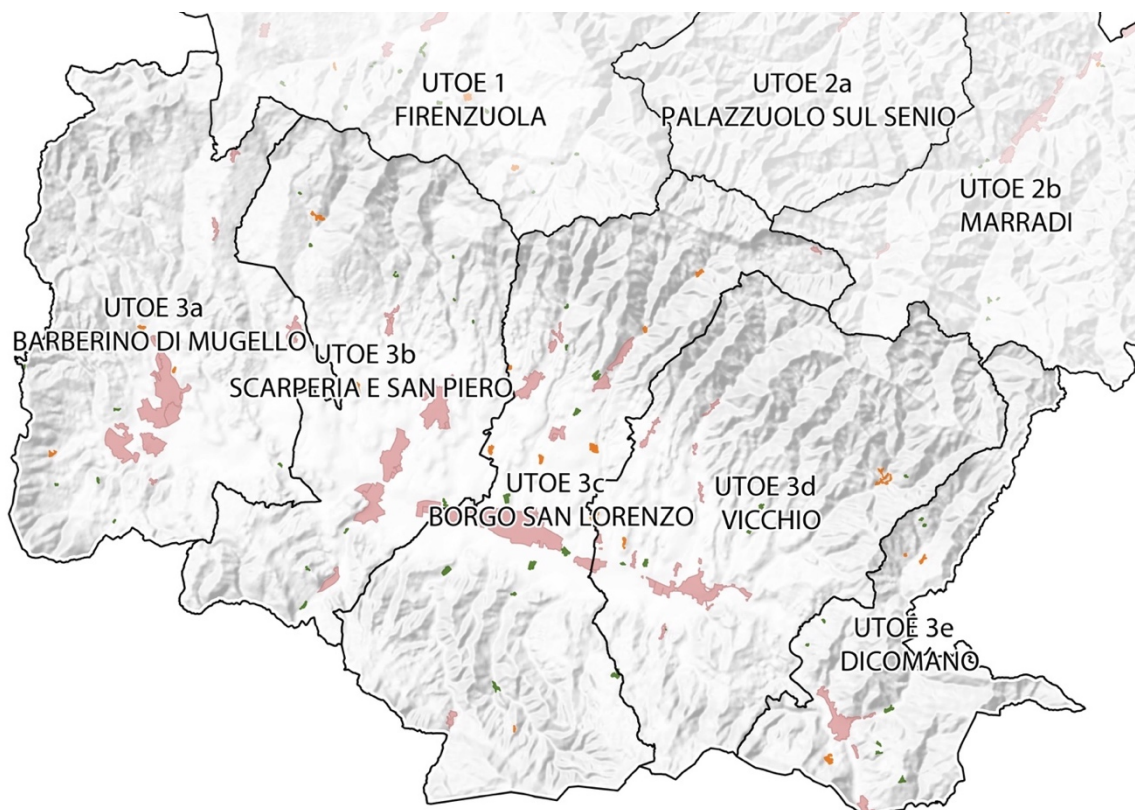 UTOE 1
FIRENZUOLA
UTOE 2a
PALAZZUOLO SUL SENIO
UTOE 2b
MARRADI
UTOE 3a
BARBERINO DI MUGELLO
UTOE 3b
SCARPERIA E SAN PIERO
UTOE 3c
BORGO SAN LORENZO
UTOE 3d
VICCHIO
UTOE 3e
DICOMANO